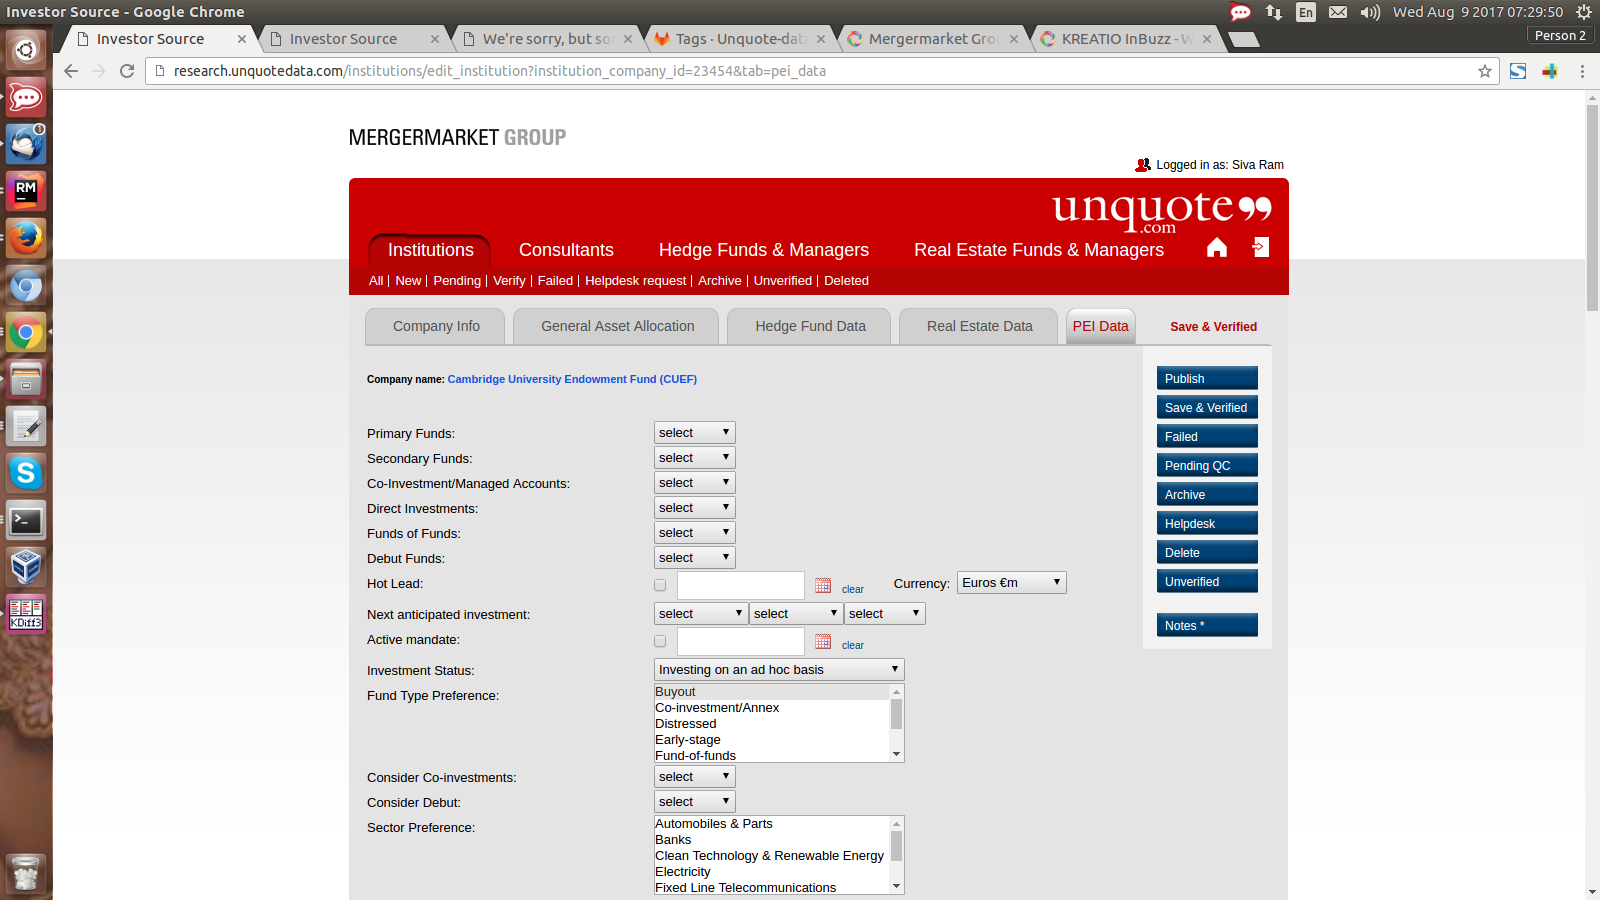 Investor Source - Google Chrome
En
Wed Aug 9 2017 07:29:50
Investor Source
Investor Source
We're sorry, but so
Tags · Unquote-dat
Mergermarket Gro
KREATIO InBuzz - W
Person 2
research.unquotedata.com/institutions/edit_institution?institution_company_id=23454&tab=pei_data
MERGERMARKET GROUP
Logged in as: Siva Ram
unquote
.com
Institutions
Consultants
Hedge Funds & Managers
Real Estate Funds & Managers
All | New | Pending | Verify | Failed | Helpdesk request | Archive | Unverified | Deleted
Company Info
General Asset Allocation
Hedge Fund Data
Real Estate Data
PEI Data
Save & Verified
Company name: Cambridge University Endowment Fund (CUEF)
Primary Funds: select
Secondary Funds: select
Co-Investment/Managed Accounts: select
Direct Investments: select
Funds of Funds: select
Debut Funds: select
Hot Lead: clear Currency: Euros €m
Next anticipated investment: select select select
Active mandate: clear
Investment Status: Investing on an ad hoc basis
Fund Type Preference: Buyout
Co-investment/Annex
Distressed
Early-stage
Fund-of-funds
Consider Co-investments: select
Consider Debut: select
Sector Preference: Automobiles & Parts
Banks
Clean Technology & Renewable Energy
Electricity
Fixed Line Telecommunications
Publish
Save & Verified
Failed
Pending QC
Archive
Helpdesk
Delete
Unverified
Notes *
1
RM
KDiff3